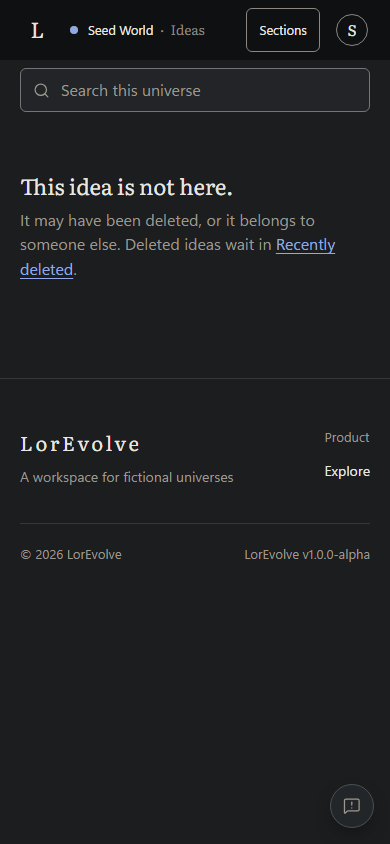 L
Seed World · Ideas
Sections
S
Search this universe
This idea is not here.
It may have been deleted, or it belongs to
someone else. Deleted ideas wait in Recently
deleted.
LorEvolve
A workspace for fictional universes
Product
Explore
© 2026 LorEvolve
LorEvolve v1.0.0-alpha